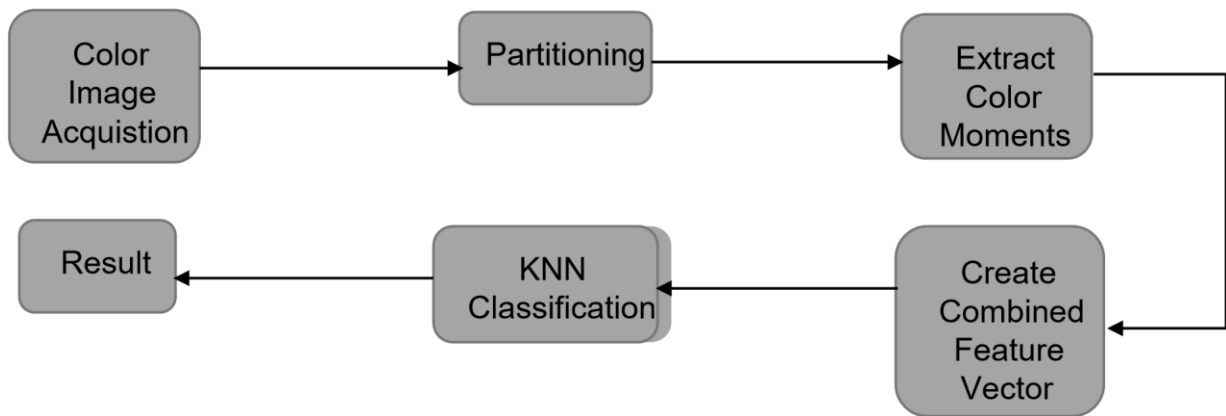 Color
Image
Acquistion
Partitioning
Extract
Color
Moments
Create
Combined
Feature
Vector
KNN
Classification
Result